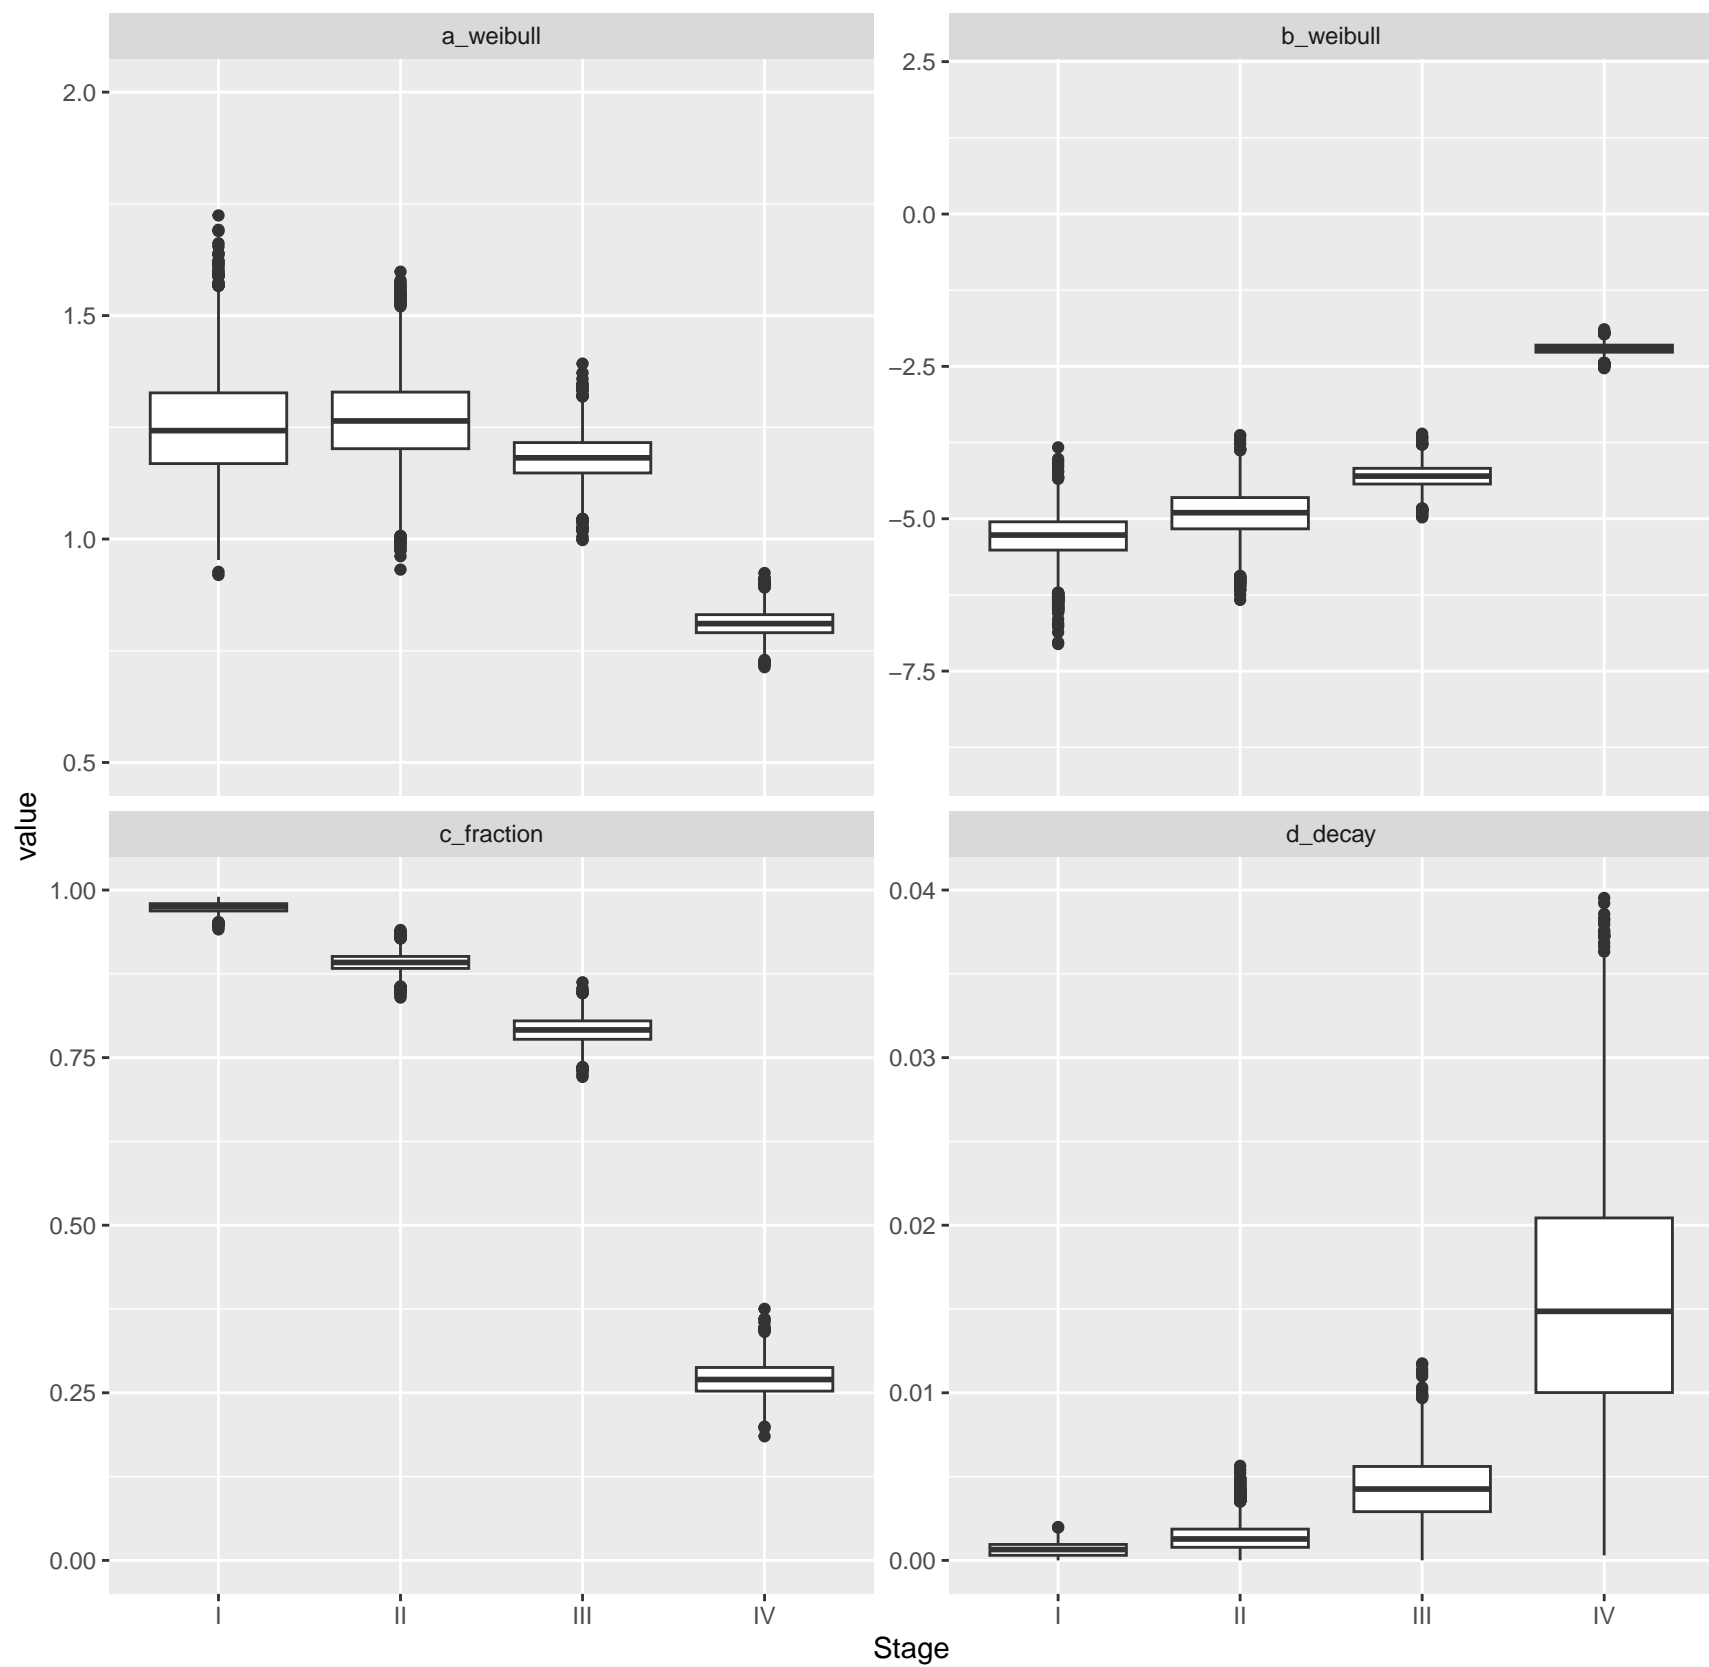 a_weibull
b_weibull
2.0
1.5
1.0
0.5
2.5
0.0
−2.5
−5.0
−7.5
value
c_fraction
d_decay
1.00
0.75
0.50
0.25
0.00
0.04
0.03
0.02
0.01
0.00
I II III IV
I II III IV
Stage